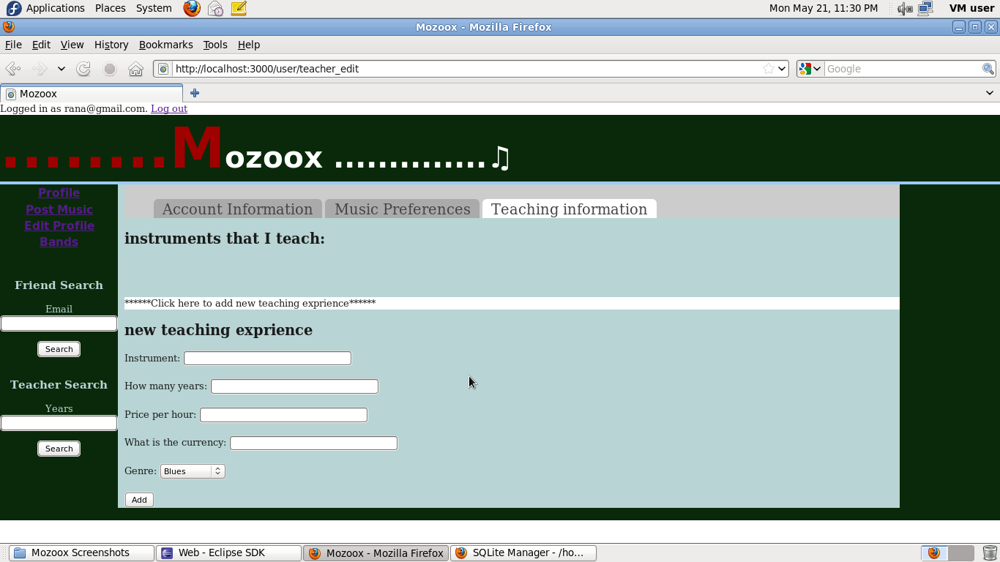 Applications Places System Mon May 21, 11:30 PM VM user
Mozoox - Mozilla Firefox
File Edit View History Bookmarks Tools Help
http://localhost:3000/user/teacher_edit Google
Mozoox
Logged in as rana@gmail.com. Log out
........Mozoox ..............♫
Profile
Post Music
Edit Profile
Bands
Friend Search
Email
Search
Teacher Search
Years
Search
Account Information Music Preferences Teaching information
instruments that I teach:
******Click here to add new teaching exprience******
new teaching exprience
Instrument:
How many years:
Price per hour:
What is the currency:
Genre: Blues
Add
Mozoox Screenshots Web - Eclipse SDK Mozoox - Mozilla Firefox SQLite Manager - /ho...